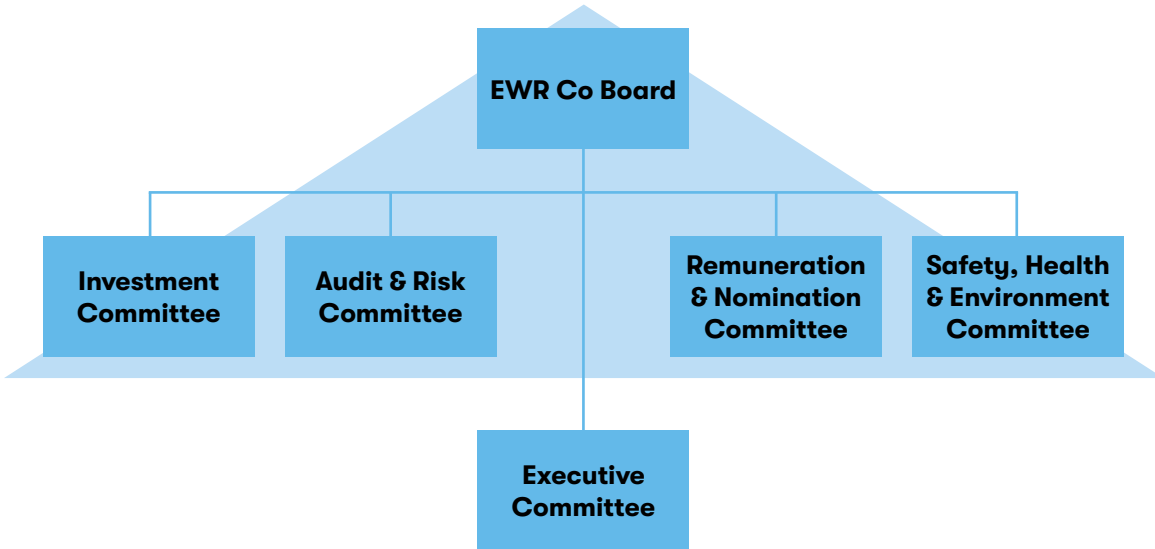 EWR Co Board
Investment
Committee
Audit & Risk
Committee
Remuneration
& Nomination
Committee
Safety, Health
& Environment
Committee
Executive
Committee